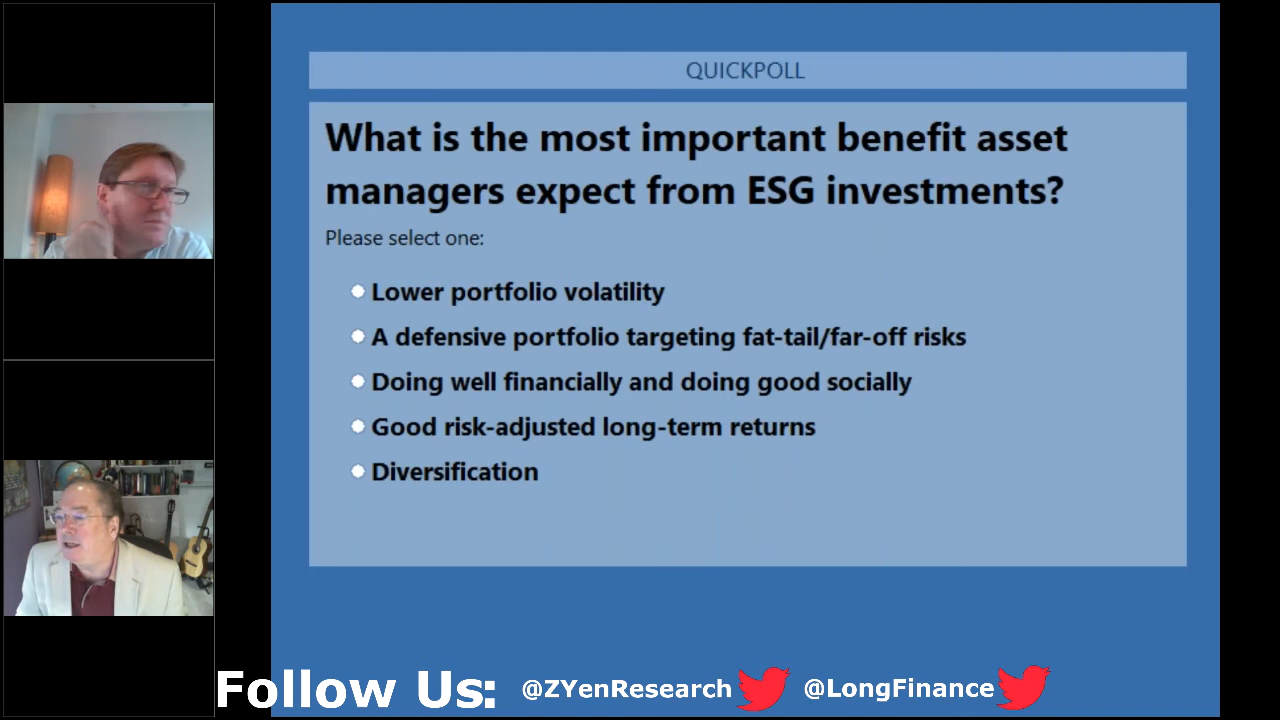 QUICKPOLL
What is the most important benefit asset
managers expect from ESG investments?
Please select one:
Lower portfolio volatility
A defensive portfolio targeting fat-tail/far-off risks
Doing well financially and doing good socially
Good risk-adjusted long-term returns
Diversification
Follow Us: @ZYenResearch @LongFinance